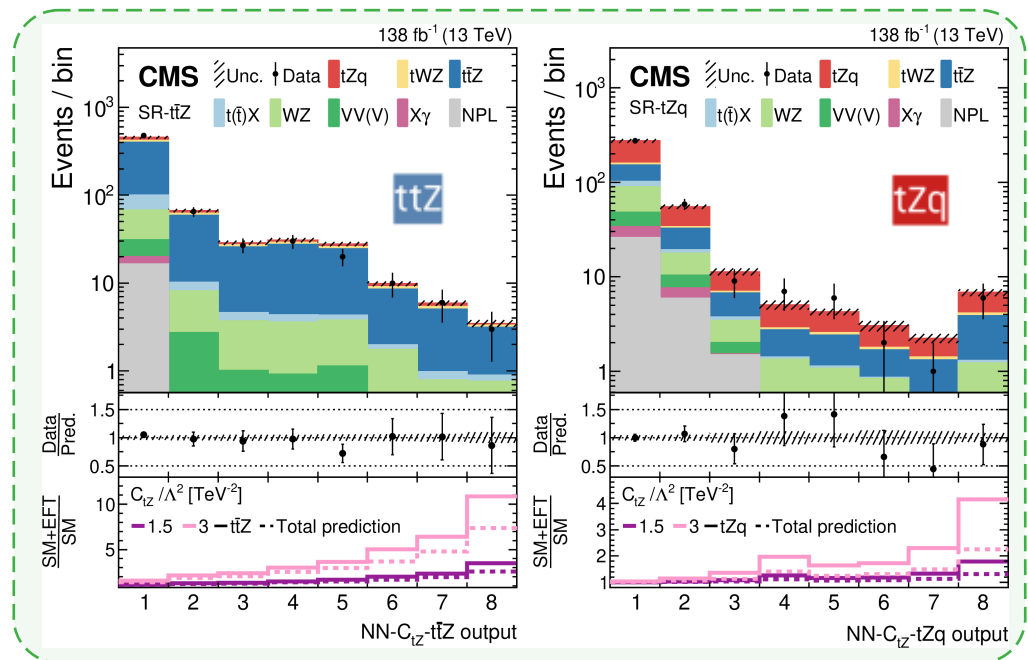 138 fb⁻¹ (13 TeV)
CMS
Unc. Data tZq tWZ tt̄Z
SR-tt̄Z
t(t̄)X WZ VV(V) Xγ NPL
Events / bin
10³
10²
10
1
ttZ
Data
Pred.
1.5
1
0.5
C_tZ /Λ² [TeV⁻²]
1.5 3 tt̄Z Total prediction
SM+EFT
SM
10
5
1 2 3 4 5 6 7 8
NN-C_tZ-tt̄Z output
138 fb⁻¹ (13 TeV)
CMS
Unc. Data tZq tWZ tt̄Z
SR-tZq
t(t̄)X WZ VV(V) Xγ NPL
Events / bin
10³
10²
10
1
tZq
Data
Pred.
1.5
1
0.5
C_tZ /Λ² [TeV⁻²]
1.5 3 tZq Total prediction
SM+EFT
SM
4
3
2
1
1 2 3 4 5 6 7 8
NN-C_tZ-tZq output